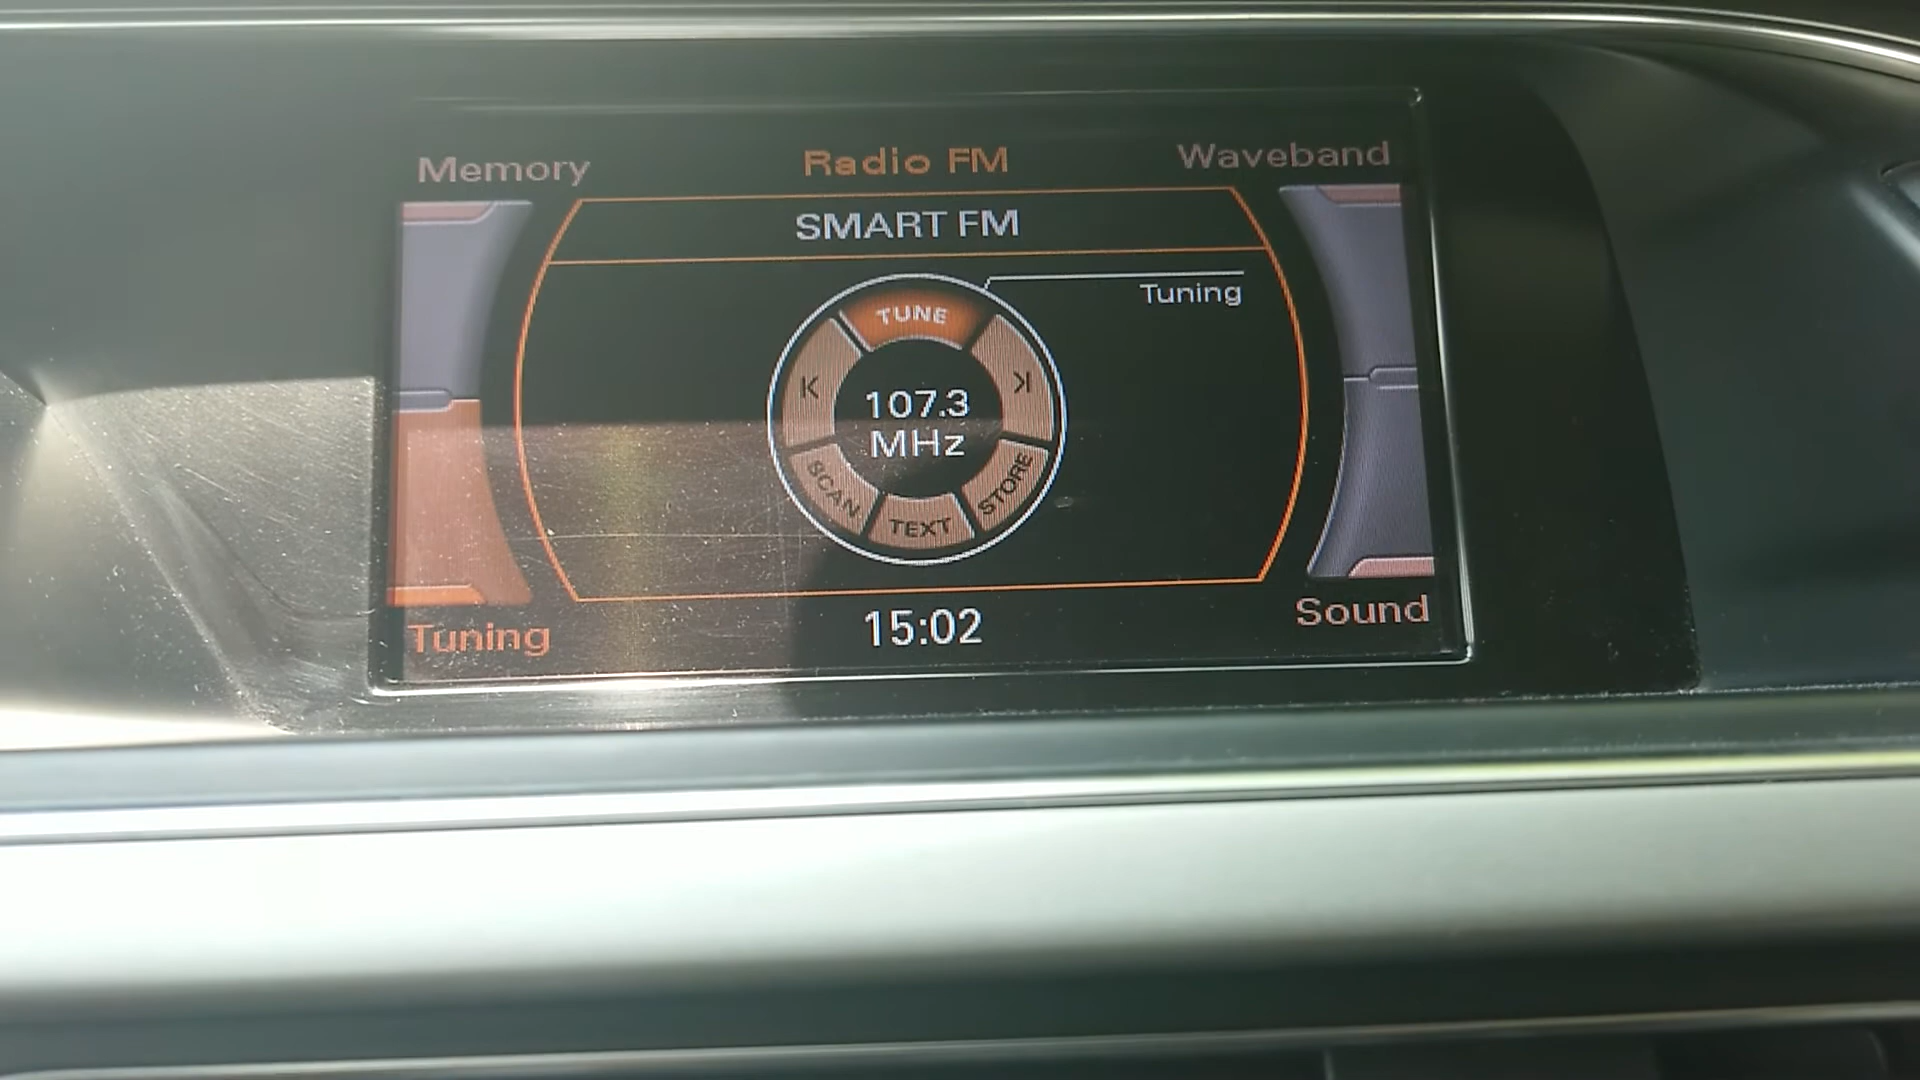 Memory
Radio FM
Waveband
SMART FM
Tuning
TUNE
107.3
MHz
SCAN
TEXT
STORE
Tuning
15:02
Sound